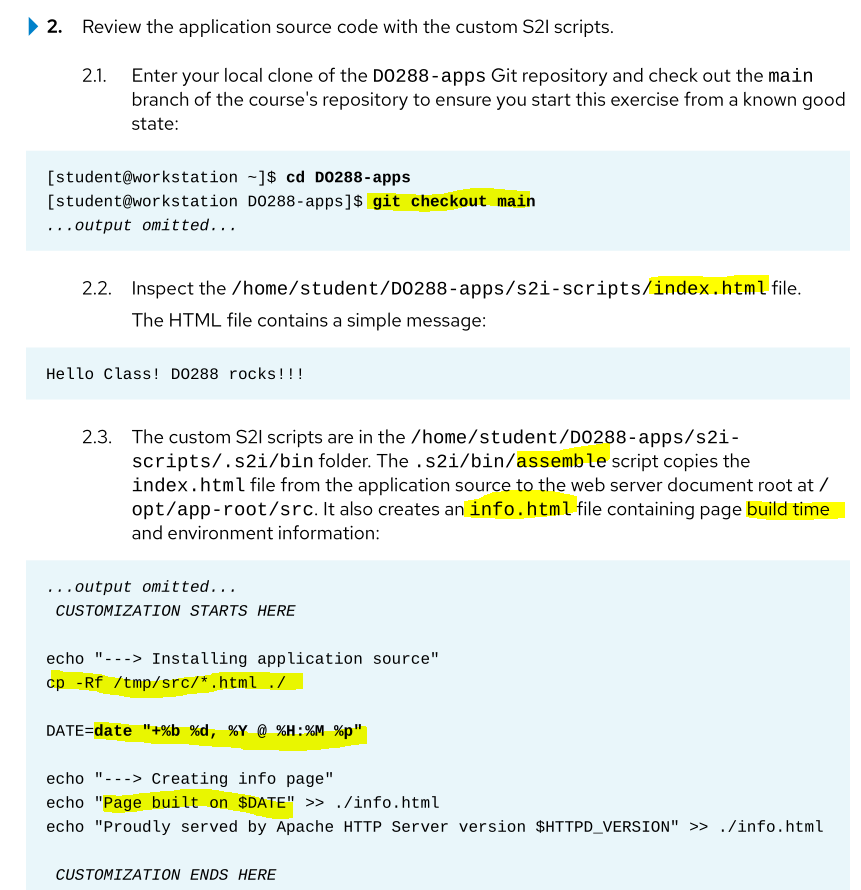 2. Review the application source code with the custom S2I scripts.
2.1. Enter your local clone of the DO288-apps Git repository and check out the main
branch of the course's repository to ensure you start this exercise from a known good
state:
[student@workstation ~]$ cd DO288-apps
[student@workstation DO288-apps]$ git checkout main
...output omitted...
2.2. Inspect the /home/student/DO288-apps/s2i-scripts/index.html file.
The HTML file contains a simple message:
Hello Class! DO288 rocks!!!
2.3. The custom S2I scripts are in the /home/student/DO288-apps/s2i-
scripts/.s2i/bin folder. The .s2i/bin/assemble script copies the
index.html file from the application source to the web server document root at /
opt/app-root/src. It also creates an info.html file containing page build time
and environment information:
...output omitted...
CUSTOMIZATION STARTS HERE
echo "---> Installing application source"
cp -Rf /tmp/src/*.html ./
DATE=date "+%b %d, %Y @ %H:%M %p"
echo "---> Creating info page"
echo "Page built on $DATE" >> ./info.html
echo "Proudly served by Apache HTTP Server version $HTTPD_VERSION" >> ./info.html
CUSTOMIZATION ENDS HERE